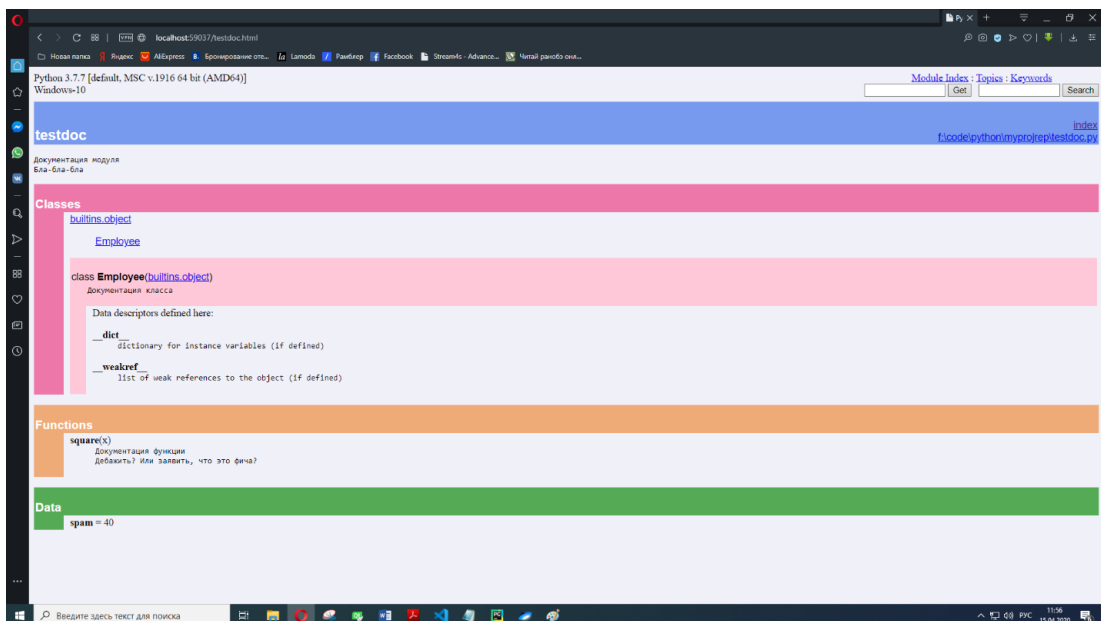 Py
VPN localhost:59037/testdoc.html
Новая папка Яндекс AliExpress Бронирование оте... Lamoda Рамблер Facebook Stream4s - Advance... Читай ранобэ онл...
Python 3.7.7 [default, MSC v.1916 64 bit (AMD64)]
Windows-10
Module Index : Topics : Keywords
Get Search
testdoc
index
f:\code\python\myprojrep\testdoc.py
Документация модуля
Бла-бла-бла
Classes
builtins.object
Employee
class Employee(builtins.object)
Документация класса
Data descriptors defined here:
__dict__
dictionary for instance variables (if defined)
__weakref__
list of weak references to the object (if defined)
Functions
square(x)
Документация функции
Дебажить? Или заявить, что это фича?
Data
spam = 40
Введите здесь текст для поиска
РУС
11:56
15.04.2020